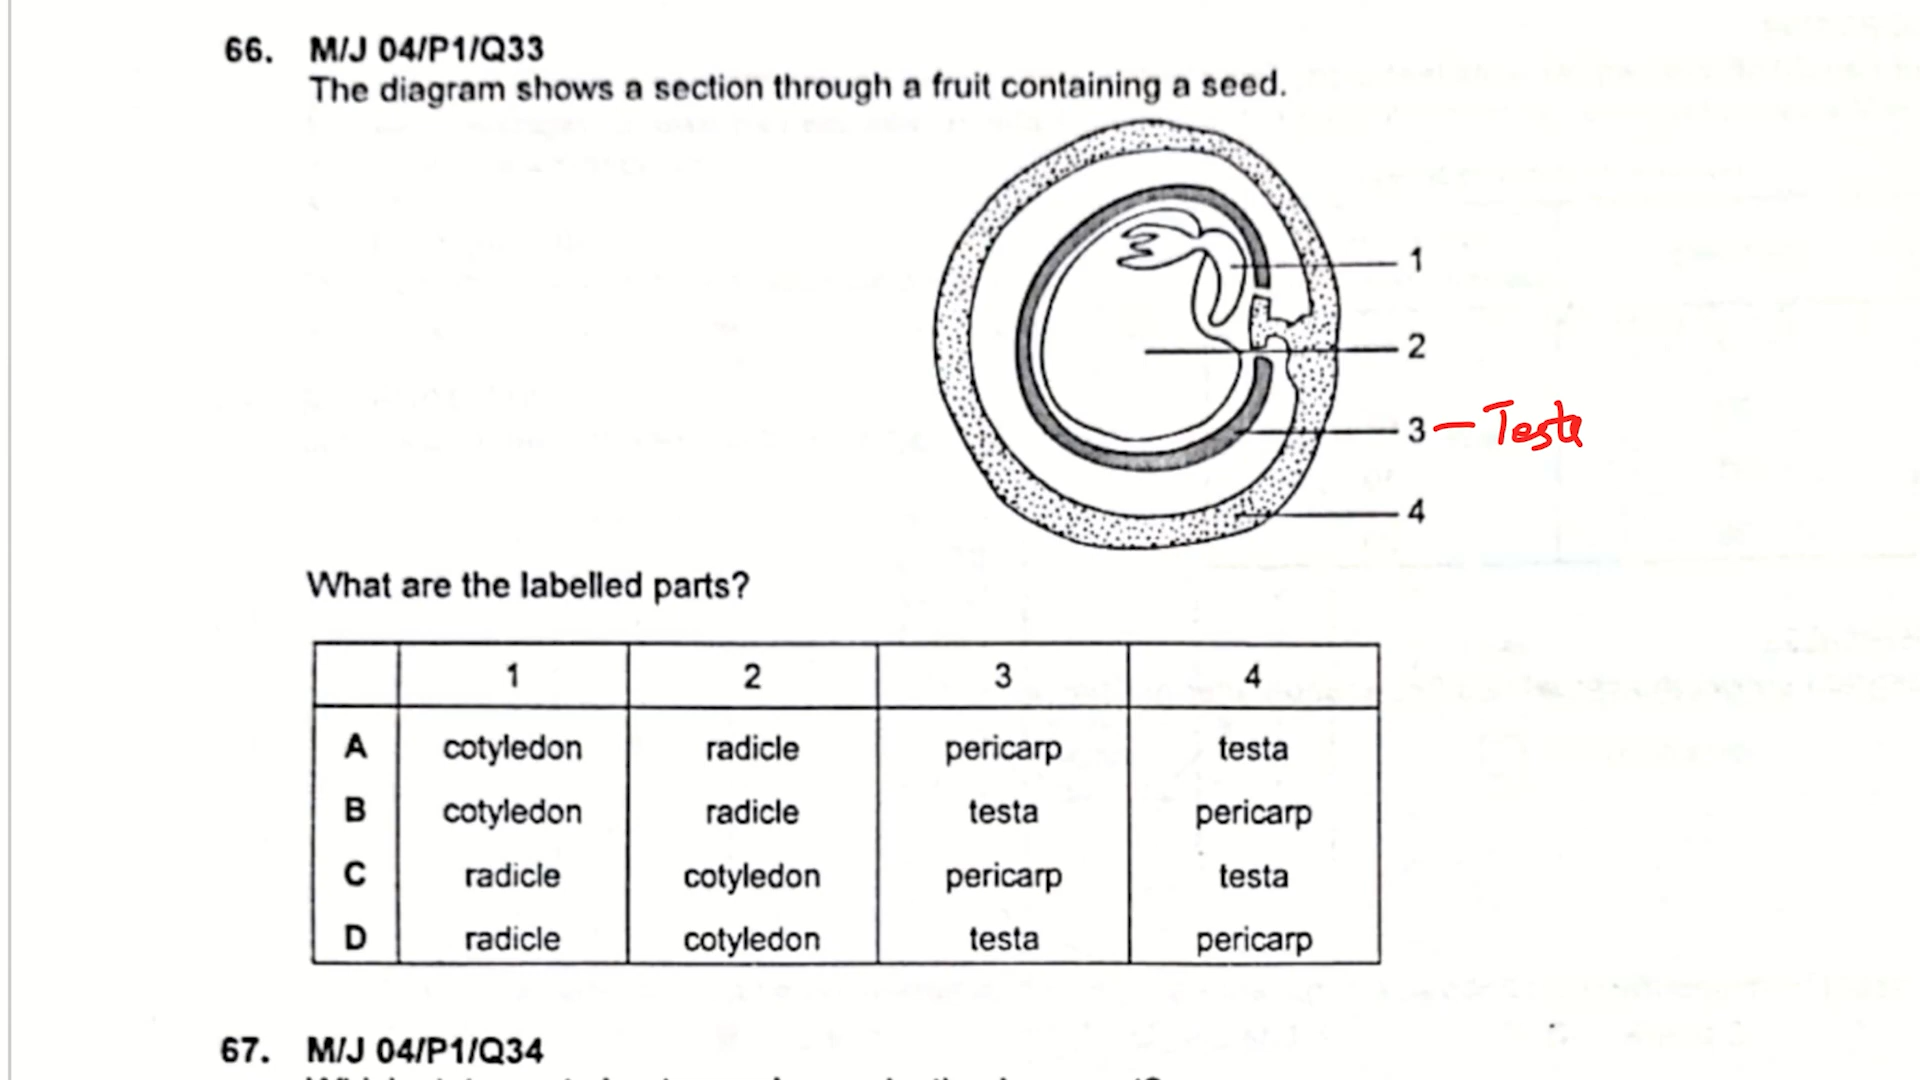 66. M/J 04/P1/Q33
The diagram shows a section through a fruit containing a seed.
1
2
3 – Testa
4
What are the labelled parts?
1 2 3 4
A cotyledon radicle pericarp testa
B cotyledon radicle testa pericarp
C radicle cotyledon pericarp testa
D radicle cotyledon testa pericarp
67. M/J 04/P1/Q34